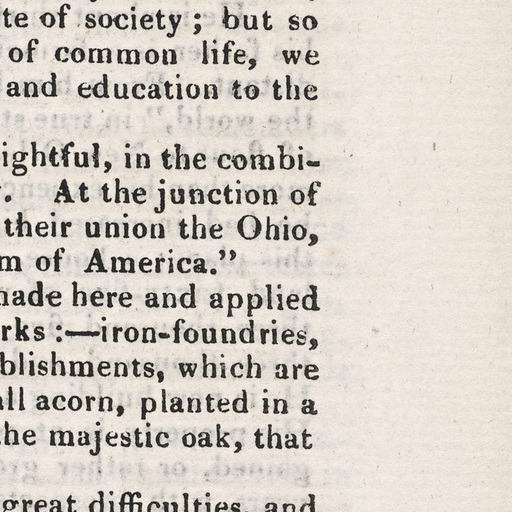 te of society; but so
of common life, we
and education to the
ightful, in the combi-
. At the junction of
their union the Ohio,
m of America."
nade here and applied
rks:—iron-foundries,
blishments, which are
all acorn, planted in a
the majestic oak, that
great difficulties, and